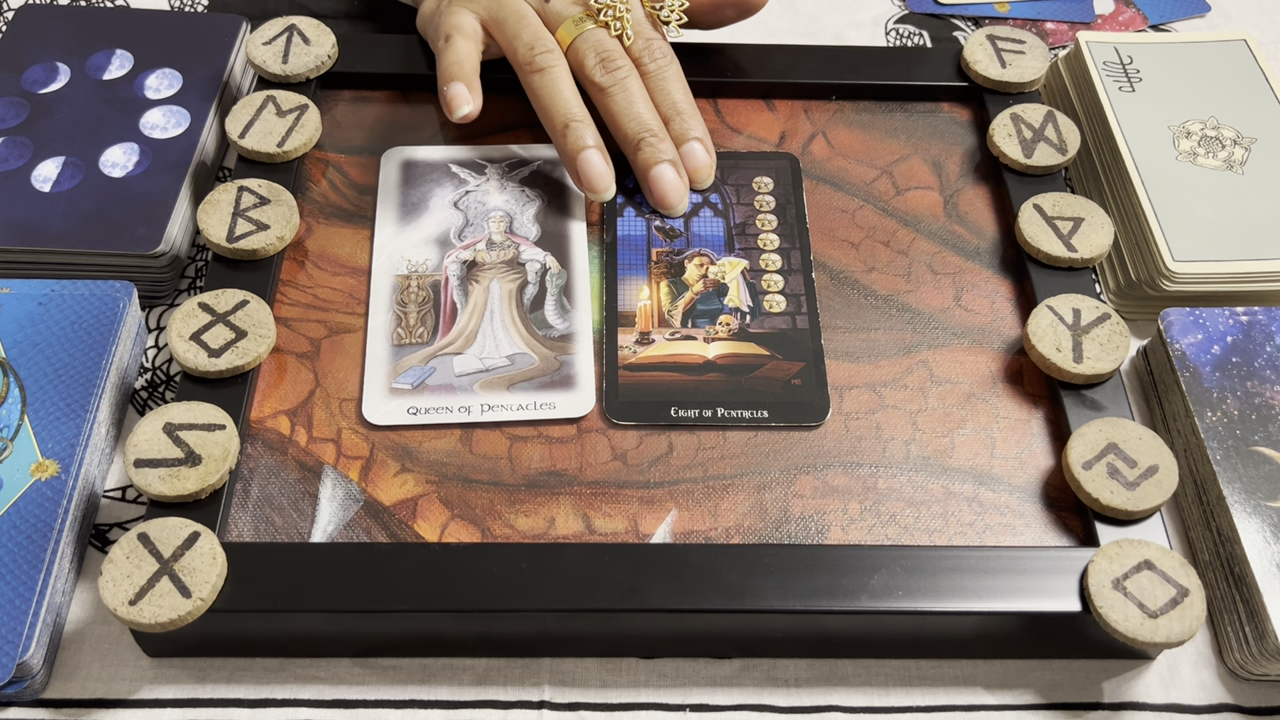 ᛏ
ᚨ
ᛖ
ᛞ
ᛒ
ᚦ
ᛟ
ᛉ
Queen of Pentacles
Eight of Pentacles
ᛋ
ᛃ
ᚷ
ᛜ